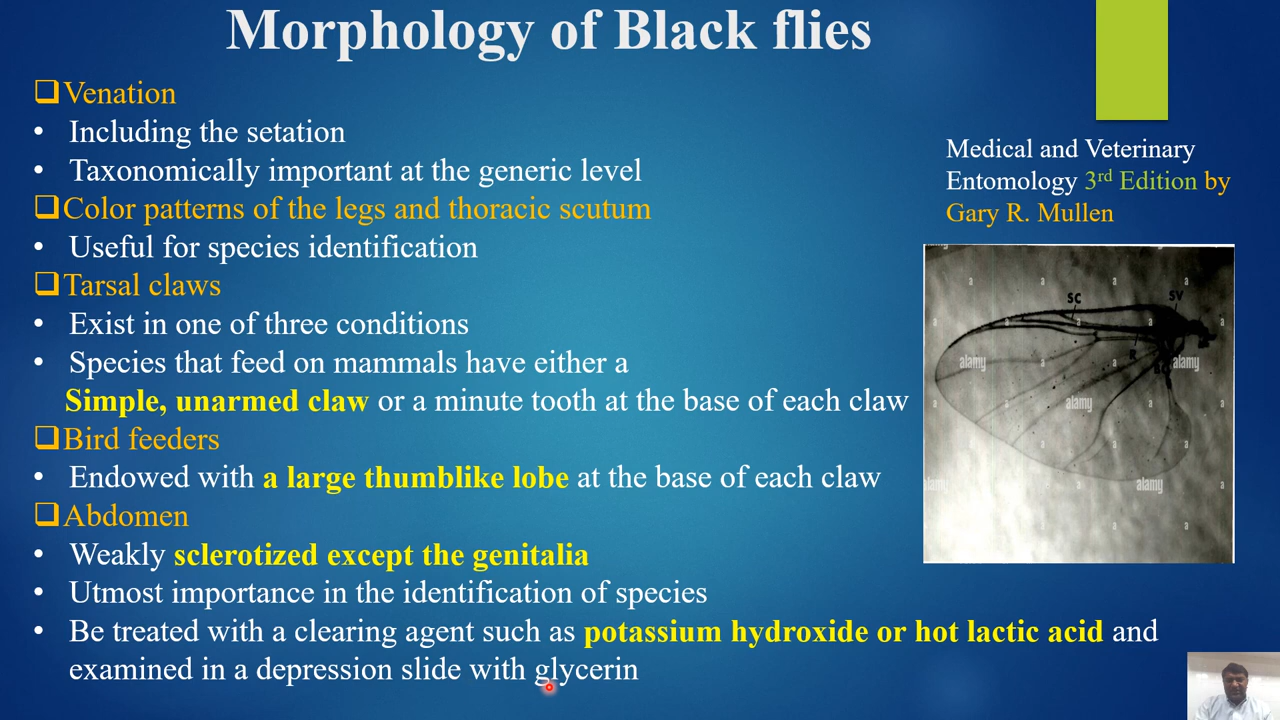 Morphology of Black flies
❑Venation
• Including the setation
• Taxonomically important at the generic level
❑Color patterns of the legs and thoracic scutum
• Useful for species identification
❑Tarsal claws
• Exist in one of three conditions
• Species that feed on mammals have either a
Simple, unarmed claw or a minute tooth at the base of each claw
❑Bird feeders
• Endowed with a large thumblike lobe at the base of each claw
❑Abdomen
• Weakly sclerotized except the genitalia
• Utmost importance in the identification of species
• Be treated with a clearing agent such as potassium hydroxide or hot lactic acid and
examined in a depression slide with glycerin
Medical and Veterinary
Entomology 3rd Edition by
Gary R. Mullen
SC SV
alamy alamy
alamy
alamy alamy